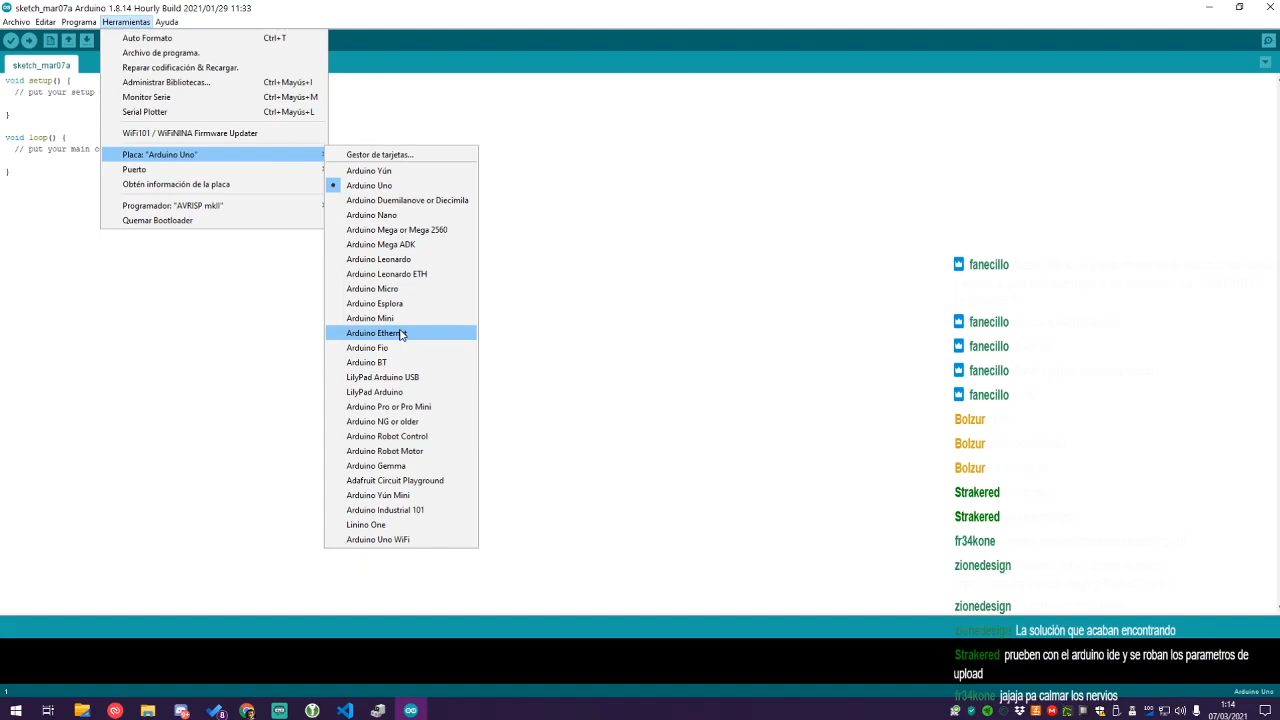 sketch_mar07a Arduino 1.8.14 Hourly Build 2021/01/29 11:33
Archivo Editar Programa Herramientas Ayuda
Auto Formato Ctrl+T
Archivo de programa.
Reparar codificación & Recargar.
Administrar Bibliotecas... Ctrl+Mayús+I
Monitor Serie Ctrl+Mayús+M
Serial Plotter Ctrl+Mayús+L
WiFi101 / WiFiNINA Firmware Updater
Placa: "Arduino Uno"
Puerto
Obtén información de la placa
Programador: "AVRISP mkII"
Quemar Bootloader
sketch_mar07a
void setup() {
// put your setup
}
void loop() {
// put your main c
}
Gestor de tarjetas...
Arduino Yún
Arduino Uno
Arduino Duemilanove or Diecimila
Arduino Nano
Arduino Mega or Mega 2560
Arduino Mega ADK
Arduino Leonardo
Arduino Leonardo ETH
Arduino Micro
Arduino Esplora
Arduino Mini
Arduino Ethernet
Arduino Fio
Arduino BT
LilyPad Arduino USB
LilyPad Arduino
Arduino Pro or Pro Mini
Arduino NG or older
Arduino Robot Control
Arduino Robot Motor
Arduino Gemma
Adafruit Circuit Playground
Arduino Yún Mini
Arduino Industrial 101
Linino One
Arduino Uno WiFi
fanecillo
fanecillo
fanecillo
fanecillo
fanecillo
Bolzur
Bolzur
Bolzur
Strakered
Strakered
fr34kone
zionedesign
zionedesign
zionedesign La solución que acaban encontrando
Strakered prueben con el arduino ide y se roban los parametros de
upload
fr34kone jajaja pa calmar los nervios
1 Arduino Uno
1:14
07/03/2021